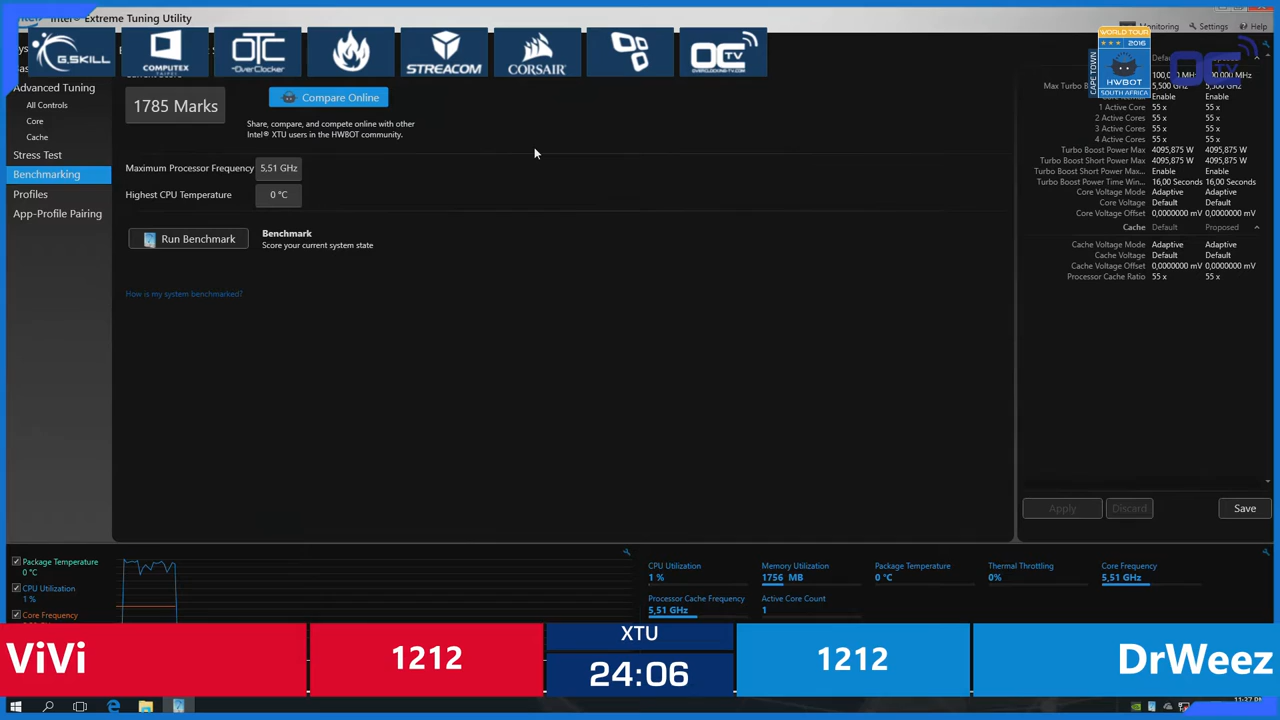 Intel® Extreme Tuning Utility
Monitoring
Settings
Help
G.SKILL
COMPUTEX
TAIPEI
OTC
OverClocker
STREACOM
CORSAIR
OC
OVERCLOCKING-TV.COM
WORLD TOUR
2016
CAPE TOWN
HWBOT
SOUTH AFRICA
OC
TV
Advanced Tuning
All Controls
Core
Cache
Stress Test
Benchmarking
Profiles
App-Profile Pairing
1785 Marks
Compare Online
Share, compare, and compete online with other
Intel® XTU users in the HWBOT community.
Maximum Processor Frequency 5,51 GHz
Highest CPU Temperature 0 °C
Run Benchmark
Benchmark
Score your current system state
How is my system benchmarked?
Max Turbo 5,500 GHz
Enable Enable
1 Active Core 55 x 55 x
2 Active Cores 55 x 55 x
3 Active Cores 55 x 55 x
4 Active Cores 55 x 55 x
Turbo Boost Power Max 4095,875 W 4095,875 W
Turbo Boost Short Power Max 4095,875 W 4095,875 W
Turbo Boost Short Power Max... Enable Enable
Turbo Boost Power Time Win... 16,00 Seconds 16,00 Seconds
Core Voltage Mode Adaptive Adaptive
Core Voltage Default Default
Core Voltage Offset 0,0000000 mV 0,0000000 mV
Cache Default Proposed
Cache Voltage Mode Adaptive Adaptive
Cache Voltage Default Default
Cache Voltage Offset 0,0000000 mV 0,0000000 mV
Processor Cache Ratio 55 x 55 x
Apply Discard Save
Package Temperature
0 °C
CPU Utilization
1 %
Core Frequency
CPU Utilization
1 %
Memory Utilization
1756 MB
Package Temperature
0 °C
Thermal Throttling
0%
Core Frequency
5,51 GHz
Processor Cache Frequency
5,51 GHz
Active Core Count
1
ViVi
1212
XTU
24:06
1212
DrWeez